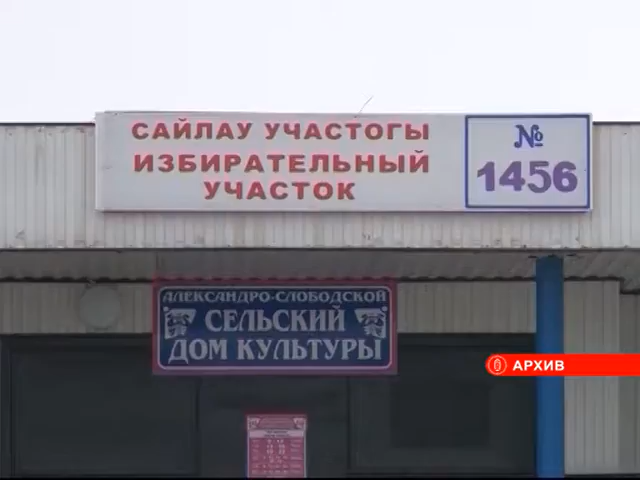 САЙЛАУ УЧАСТОГЫ
ИЗБИРАТЕЛЬНЫЙ
УЧАСТОК
№
1456
АЛЕКСАНДРО-СЛОБОДСКОЙ
СЕЛЬСКИЙ
ДОМ КУЛЬТУРЫ
АРХИВ